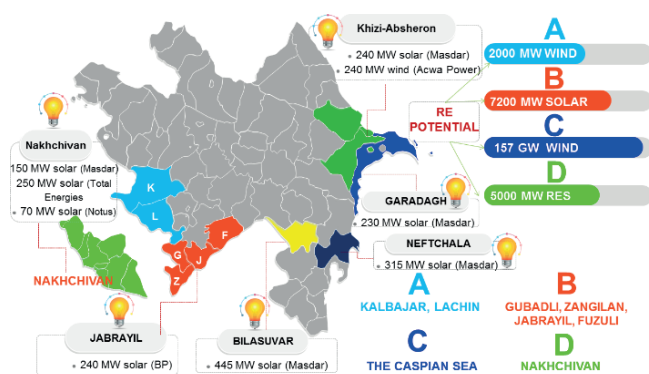 Khizi-Absheron
240 MW solar (Masdar)
240 MW wind (Acwa Power)
A
2000 MW WIND
B
7200 MW SOLAR
RE
POTENTIAL
C
157 GW WIND
D
5000 MW RES
Nakhchivan
150 MW solar (Masdar)
250 MW solar (Total
Energies
70 MW solar (Notus)
K
L
F
G
J
Z
NAKHCHIVAN
GARADAGH
230 MW solar (Masdar)
NEFTCHALA
315 MW solar (Masdar)
JABRAYIL
240 MW solar (BP)
BILASUVAR
445 MW solar (Masdar)
A
KALBAJAR, LACHIN
B
GUBADLI, ZANGILAN,
JABRAYIL, FUZULI
C
THE CASPIAN SEA
D
NAKHCHIVAN